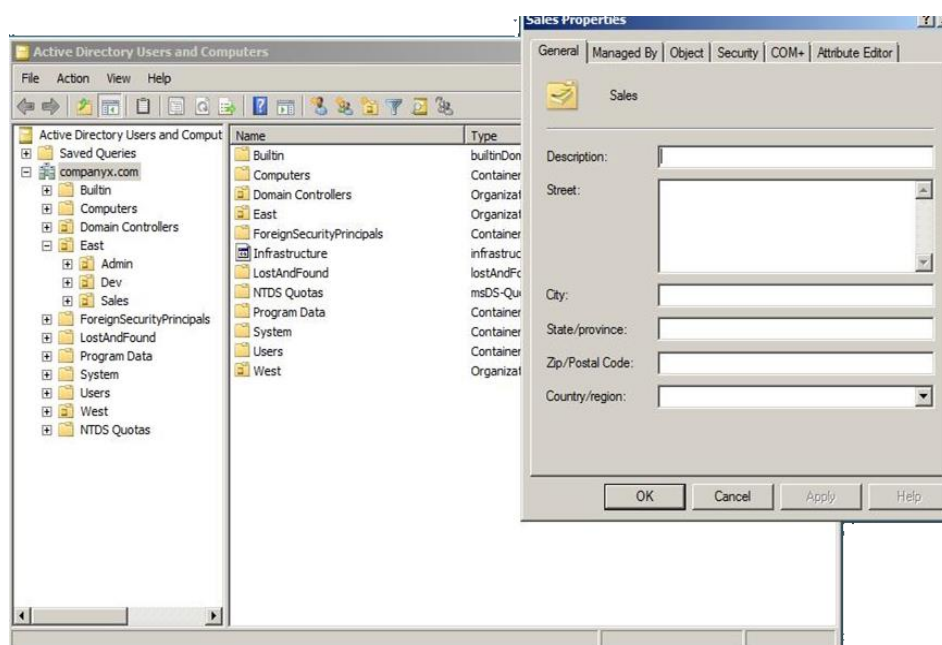 Active Directory Users and Computers
File Action View Help
Active Directory Users and Comput
Saved Queries
companyx.com
Builtin
Computers
Domain Controllers
East
Admin
Dev
Sales
ForeignSecurityPrincipals
LostAndFound
Program Data
System
Users
West
NTDS Quotas
Name Type
Builtin builtinDon
Computers Container
Domain Controllers Organizat
East Organizat
ForeignSecurityPrincipals Container
Infrastructure infrastruc
LostAndFound lostAndFo
NTDS Quotas msDS-Qu
Program Data Container
System Container
Users Container
West Organizat
Sales Properties
General Managed By Object Security COM+ Attribute Editor
Sales
Description:
Street:
City:
State/province:
Zip/Postal Code:
Country/region:
OK Cancel Apply Help